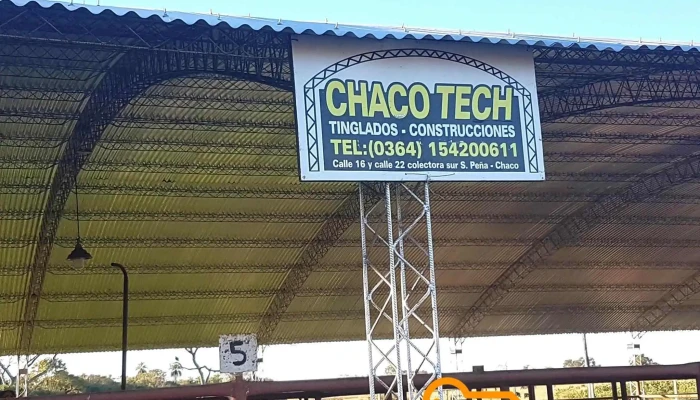 CHACO TECH
TINGLADOS - CONSTRUCCIONES
TEL:(0364) 154200611
Calle 16 y calle 22 colectora sur S. Peña - Chaco
5